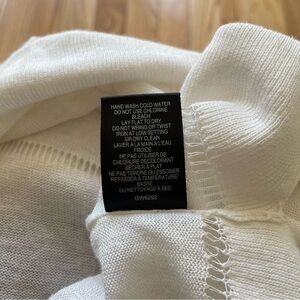 HAND WASH COLD WATER
DO NOT USE CHLORINE
BLEACH
LAY FLAT TO DRY
DO NOT WRING OR TWIST
IRON AT LOW SETTING
OR DRY CLEAN
LAVER À LA MAIN À L'EAU
FROIDE
NE PAS UTILISER DE
CHLORE DÉCOLORANT
SÉCHER À PLAT
NE PAS TORDRE OU ESSORER
REPASSER À TEMPÉRATURE
BASSE
OU NETTOYAGE À SEC